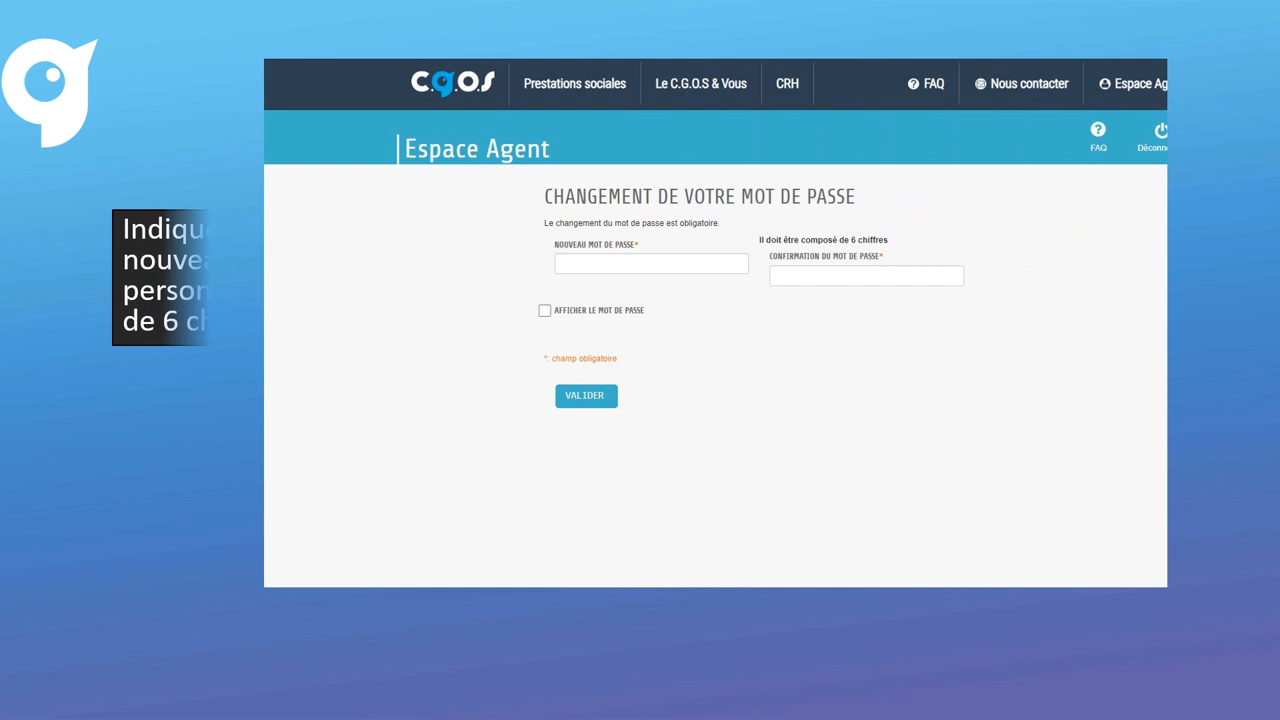 c.g.o.s
Prestations sociales
Le C.G.O.S & Vous
CRH
FAQ
Nous contacter
Espace
Espace Agent
FAQ
CHANGEMENT DE VOTRE MOT DE PASSE
Le changement du mot de passe est obligatoire.
NOUVEAU MOT DE PASSE*
Il doit être composé de 6 chiffres
CONFIRMATION DU MOT DE PASSE*
AFFICHER LE MOT DE PASSE
*: champ obligatoire
VALIDER
de 6